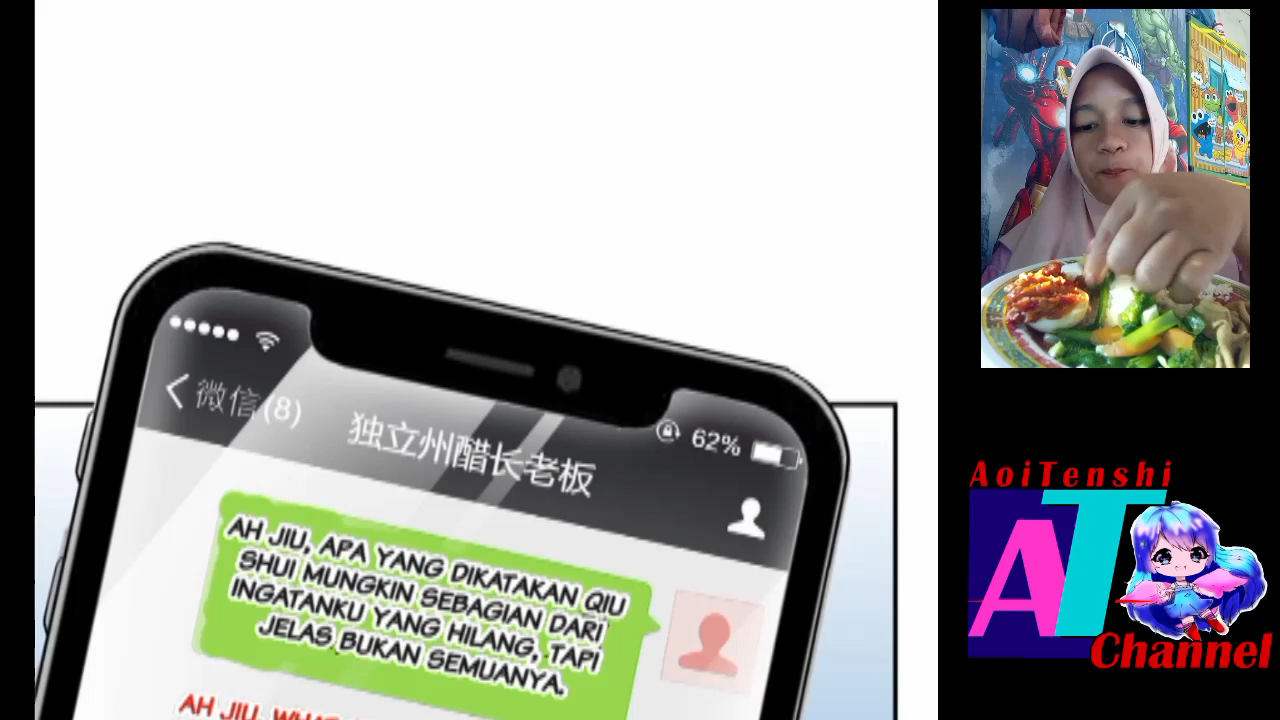 微信 (8)
独立州醋长老板
62%
AH JIU, APA YANG DIKATAKAN QIU
SHUI MUNGKIN SEBAGIAN DARI
INGATANKU YANG HILANG, TAPI
JELAS BUKAN SEMUANYA.
AH JIU,
AoiTenshi
AT
Channel